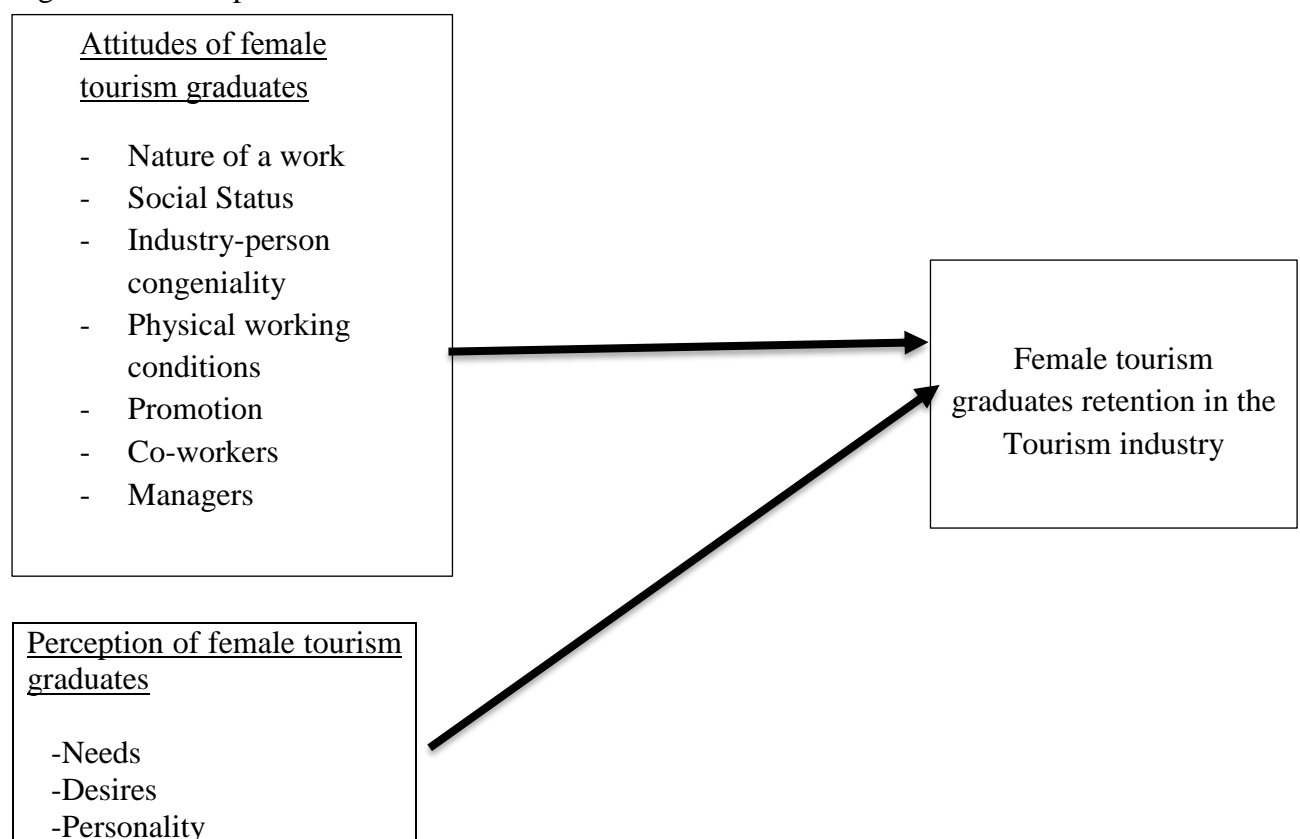 Attitudes of female
tourism graduates
- Nature of a work
- Social Status
- Industry-person
congeniality
- Physical working
conditions
- Promotion
- Co-workers
- Managers
Female tourism
graduates retention in the
Tourism industry
Perception of female tourism
graduates
-Needs
-Desires
-Personality